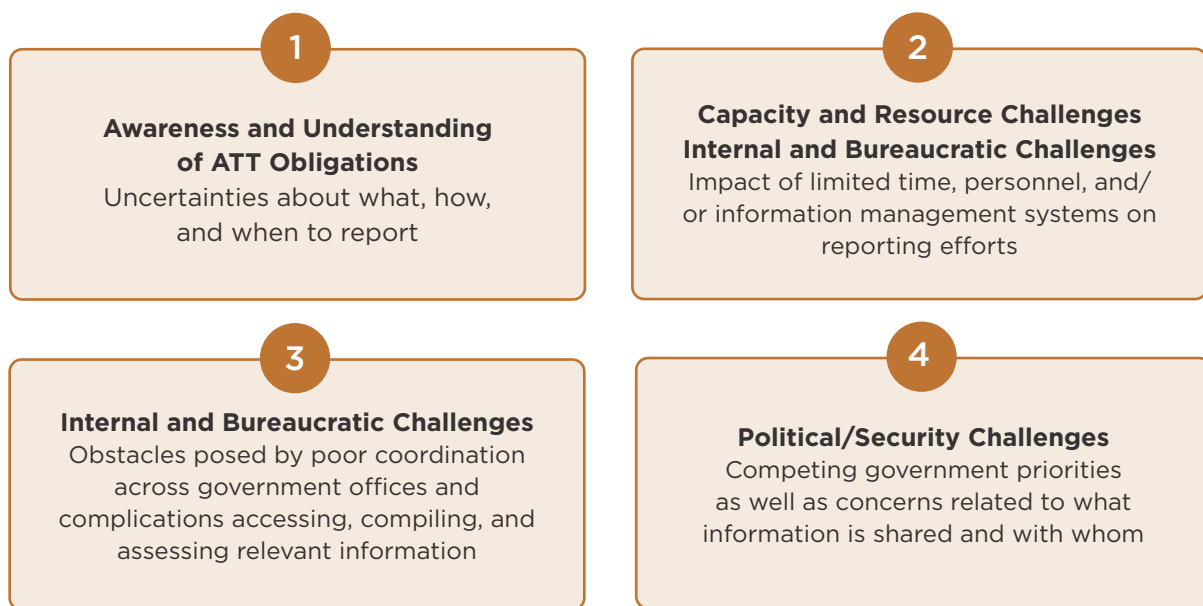 1
Awareness and Understanding
of ATT Obligations
Uncertainties about what, how,
and when to report
2
Capacity and Resource Challenges
Internal and Bureaucratic Challenges
Impact of limited time, personnel, and/
or information management systems on
reporting efforts
3
Internal and Bureaucratic Challenges
Obstacles posed by poor coordination
across government offices and
complications accessing, compiling, and
assessing relevant information
4
Political/Security Challenges
Competing government priorities
as well as concerns related to what
information is shared and with whom